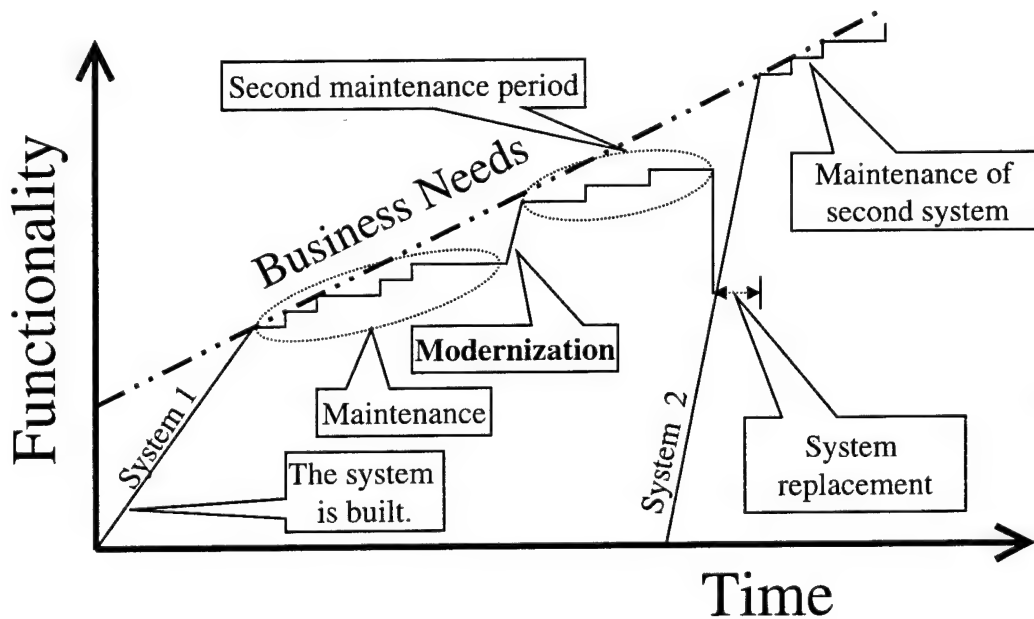 Functionality
Second maintenance period
Business Needs
Maintenance of
second system
Modernization
Maintenance
System 1
The system
is built.
System 2
System
replacement
Time